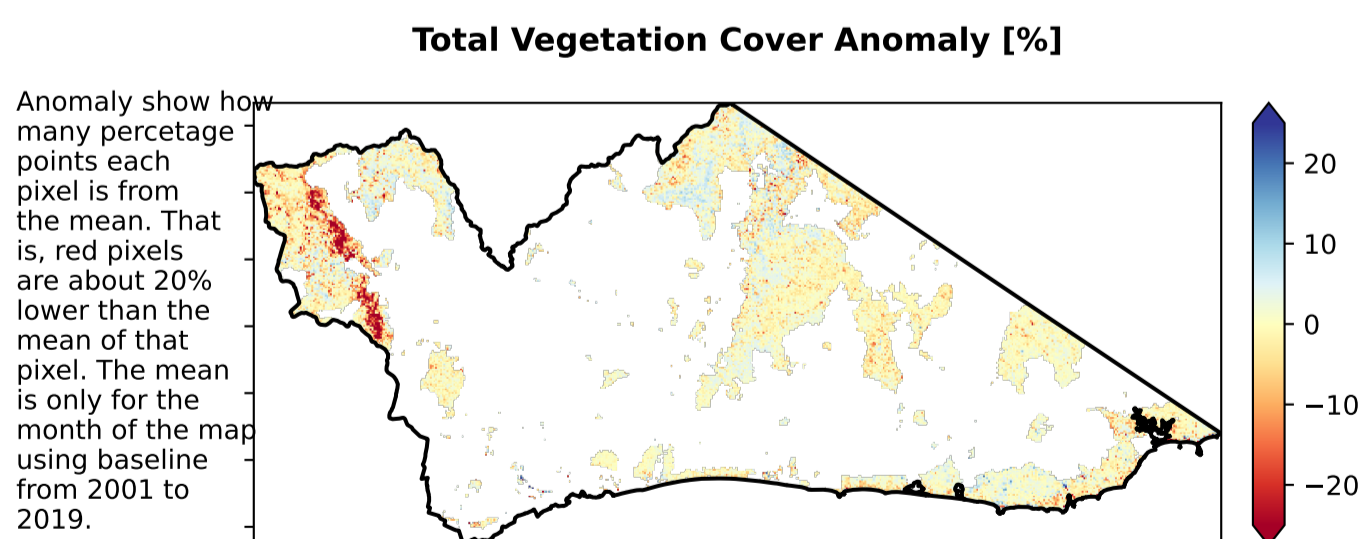 Total Vegetation Cover Anomaly [%]
Anomaly show how
many percetage
points each
pixel is from
the mean. That
is, red pixels
are about 20%
lower than the
mean of that
pixel. The mean
is only for the
month of the map
using baseline
from 2001 to
2019.
20
10
0
−10
−20